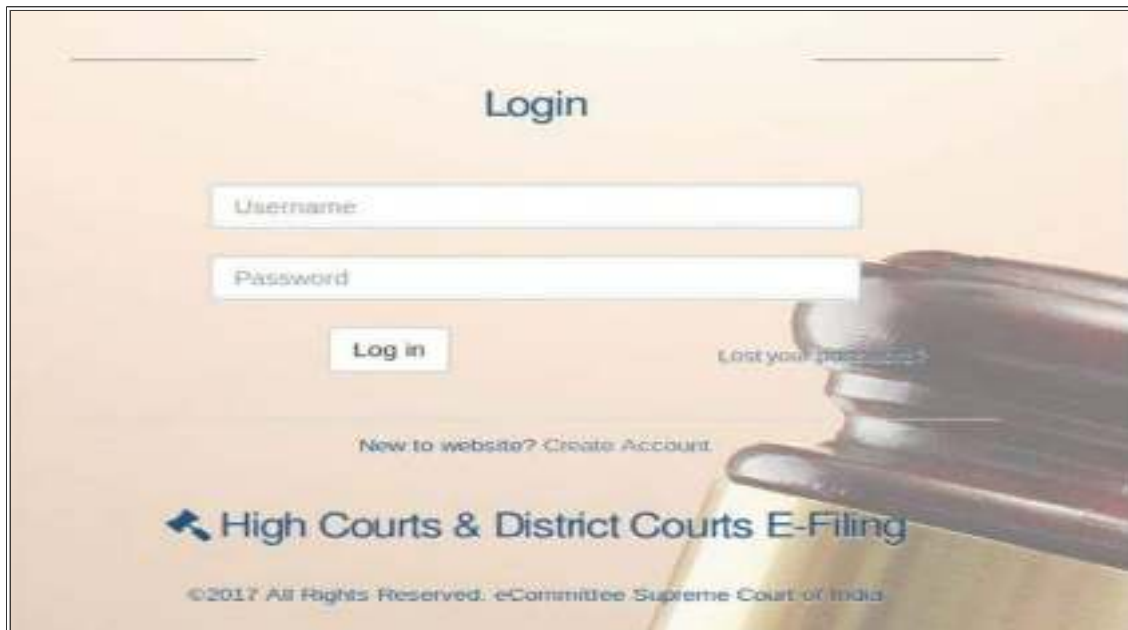 Login
Username
Password
Log in
Lost your password?
New to website? Create Account
High Courts & District Courts E-Filing
©2017 All Rights Reserved. eCommittee Supreme Court of India